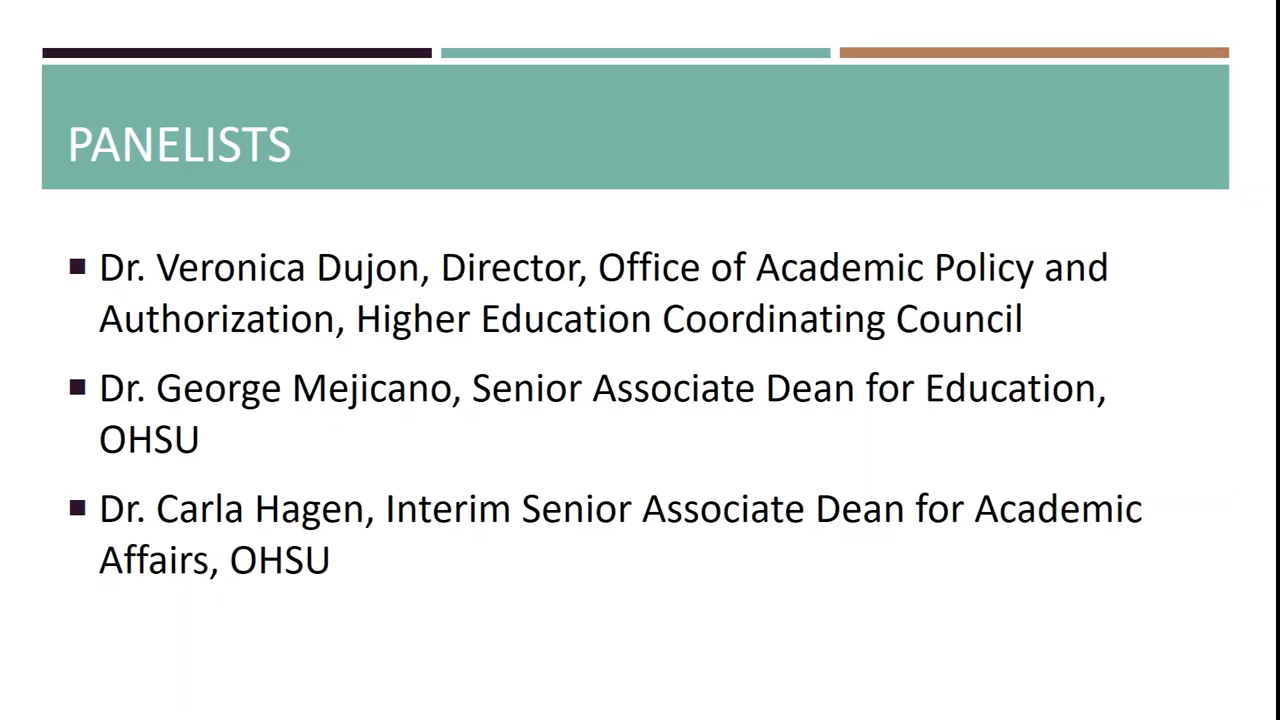 PANELISTS
Dr. Veronica Dujon, Director, Office of Academic Policy and
Authorization, Higher Education Coordinating Council
Dr. George Mejicano, Senior Associate Dean for Education,
OHSU
Dr. Carla Hagen, Interim Senior Associate Dean for Academic
Affairs, OHSU